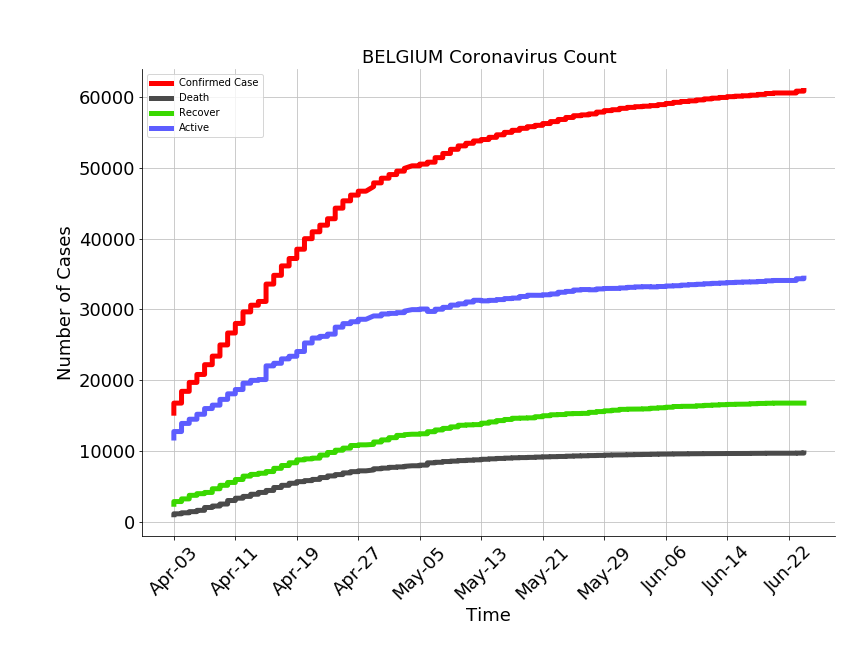 BELGIUM Coronavirus Count
Confirmed Case
Death
Recover
Active
Number of Cases
60000
50000
40000
30000
20000
10000
0
Apr-03 Apr-11 Apr-19 Apr-27 May-05 May-13 May-21 May-29 Jun-06 Jun-14 Jun-22
Time